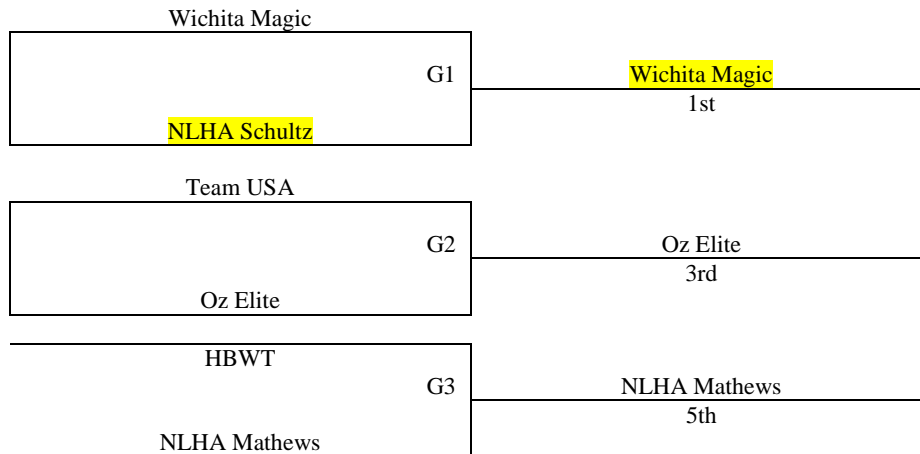 Wichita Magic
G1
Wichita Magic
1st
NLHA Schultz
Team USA
G2
Oz Elite
3rd
Oz Elite
HBWT
G3
NLHA Mathews
5th
NLHA Mathews